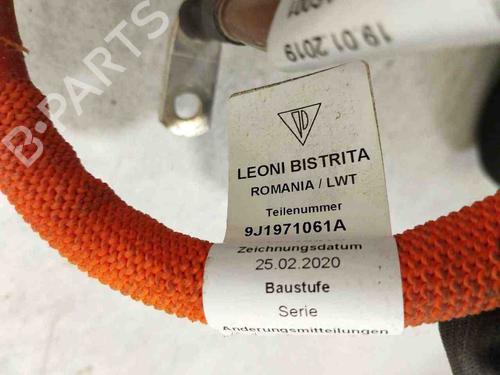 19.01.2019
B-PARTS
LEONI BISTRITA
ROMANIA / LWT
Teilenummer
9J1971061A
Zeichnungsdatum
25.02.2020
Baustufe
Serie
Änderungsmitteilungen